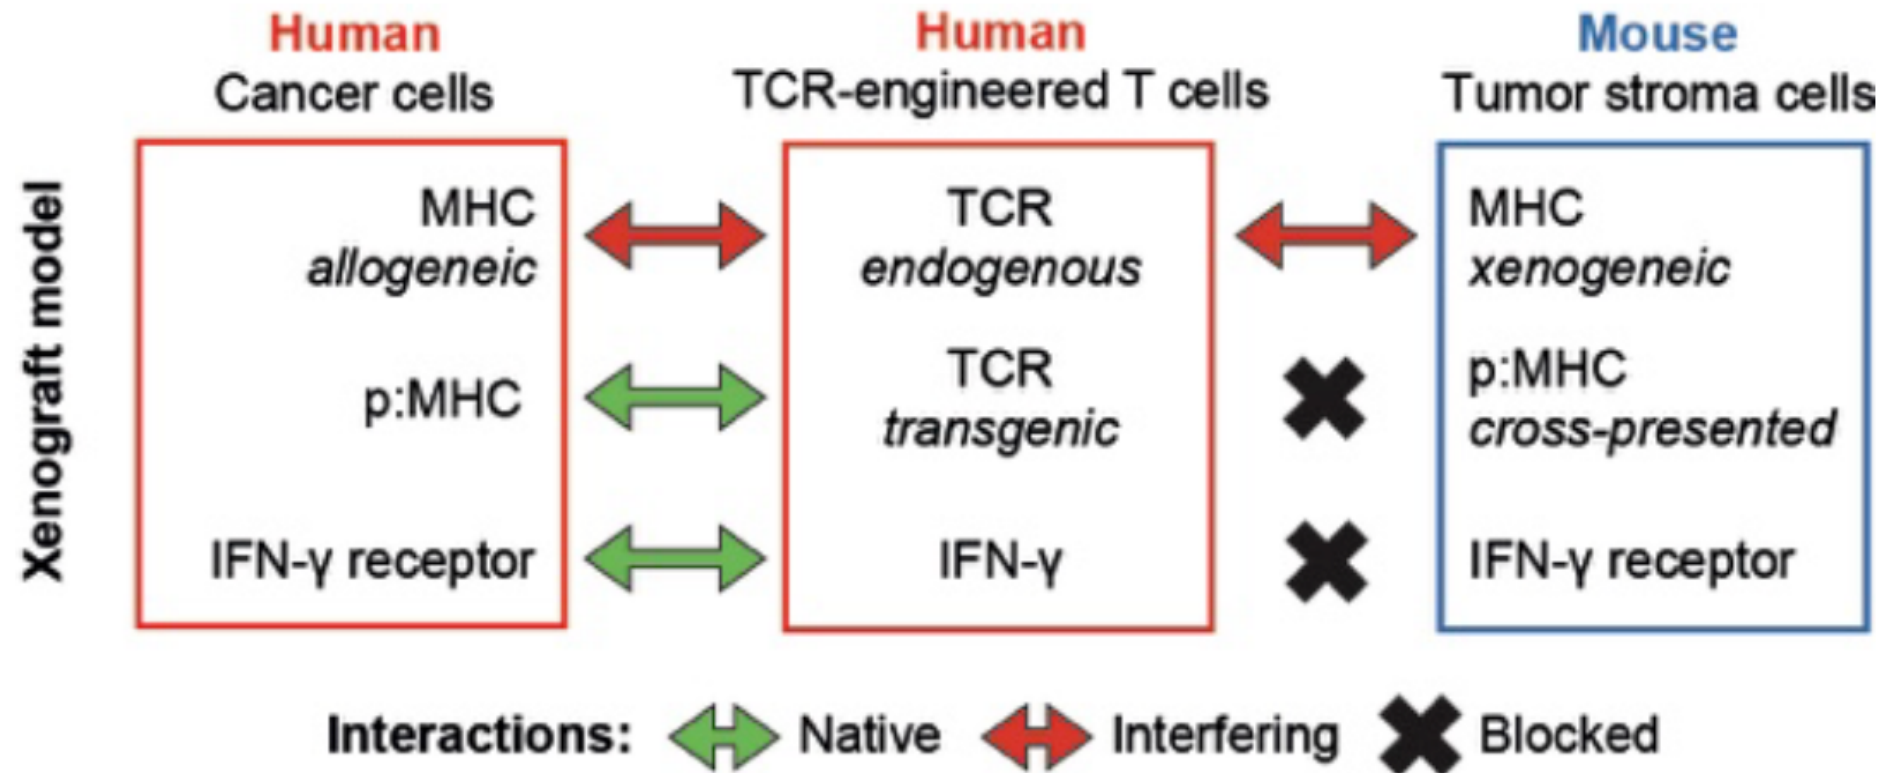 Human
Cancer cells
Human
TCR-engineered T cells
Mouse
Tumor stroma cells
Xenograft model
MHC
allogeneic
TCR
endogenous
MHC
xenogeneic
p:MHC
TCR
transgenic
p:MHC
cross-presented
IFN-γ receptor
IFN-γ
IFN-γ receptor
Interactions: Native Interfering Blocked